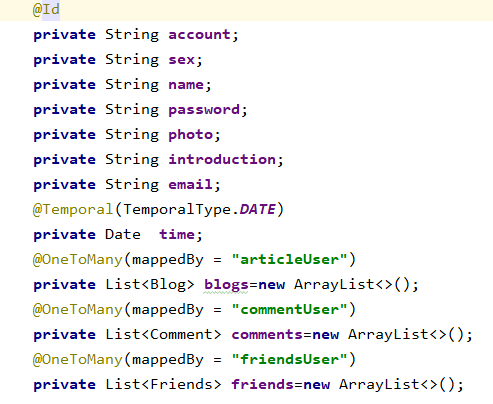 @Id
private String account;
private String sex;
private String name;
private String password;
private String photo;
private String introduction;
private String email;
@Temporal(TemporalType.DATE)
private Date  time;
@OneToMany(mappedBy = "articleUser")
private List<Blog> blogs=new ArrayList<>();
@OneToMany(mappedBy = "commentUser")
private List<Comment> comments=new ArrayList<>();
@OneToMany(mappedBy = "friendsUser")
private List<Friends> friends=new ArrayList<>();